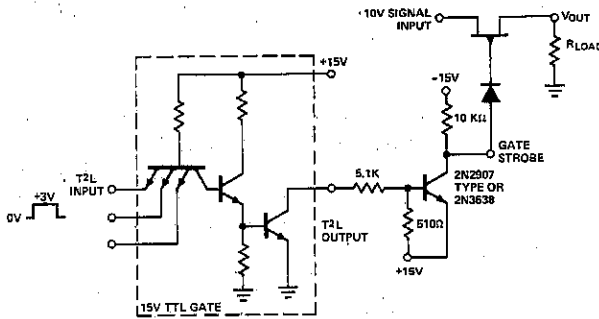 10V SIGNAL
INPUT
VOUT
RLOAD
+15V
-15V
10 KΩ
GATE
STROBE
T²L
INPUT
+3V
0V
5.1K
2N2907
TYPE OR
2N3638
T²L
OUTPUT
510Ω
+15V
15V TTL GATE